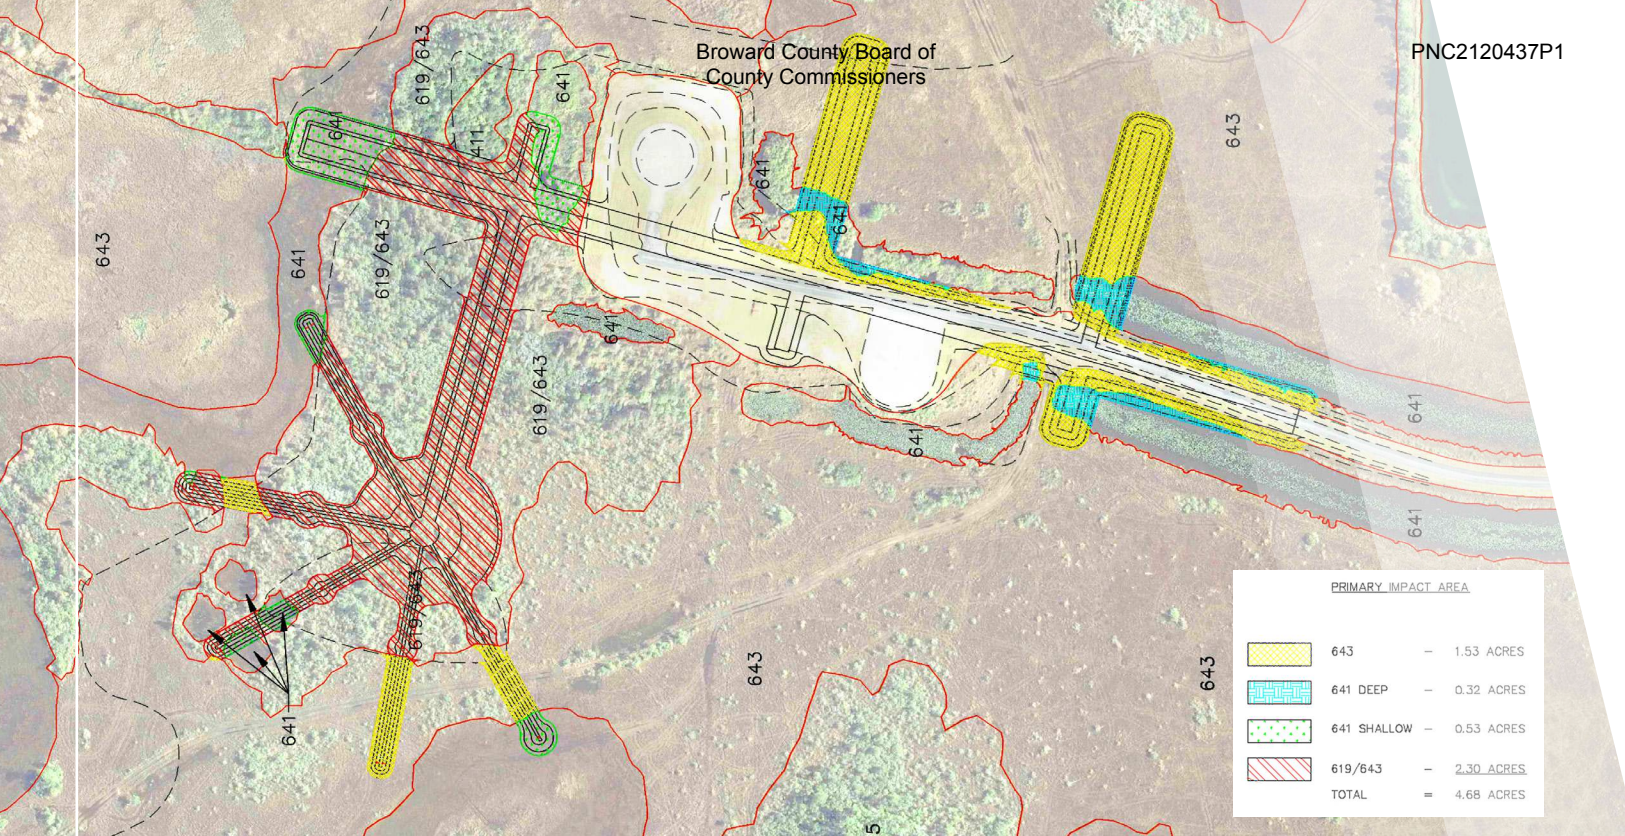 Broward County Board of
County Commissioners
PNC2120437P1
619/643
641
641
411
641
641
643
643
641
619/643
641
641
619/643
641
641
641
619/643
643
643
641
5
PRIMARY IMPACT AREA
643 – 1.53 ACRES
641 DEEP – 0.32 ACRES
641 SHALLOW – 0.53 ACRES
619/643 – 2.30 ACRES
TOTAL = 4.68 ACRES